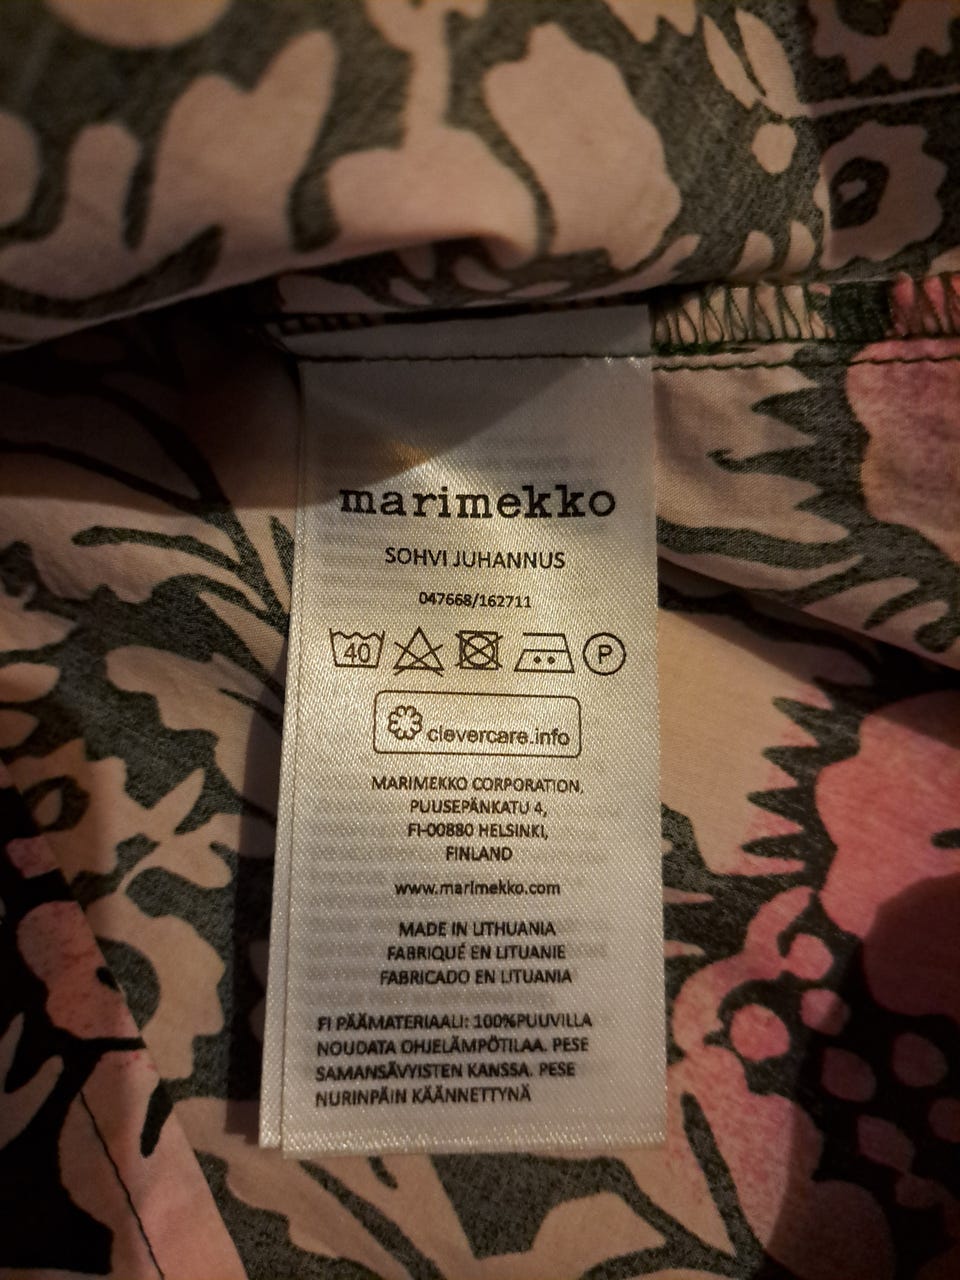 marimekko
SOHVI JUHANNUS
047668/162711
40 P
clevercare.info
MARIMEKKO CORPORATION,
PUUSEPÄNKATU 4,
FI-00880 HELSINKI,
FINLAND
www.marimekko.com
MADE IN LITHUANIA
FABRIQUÉ EN LITUANIE
FABRICADO EN LITUANIA
FI PÄÄMATERIAALI: 100%PUUVILLA
NOUDATA OHJELÄMPÖTILAA. PESE
SAMANSÄVYISTEN KANSSA. PESE
NURINPÄIN KÄÄNNETTYNÄ